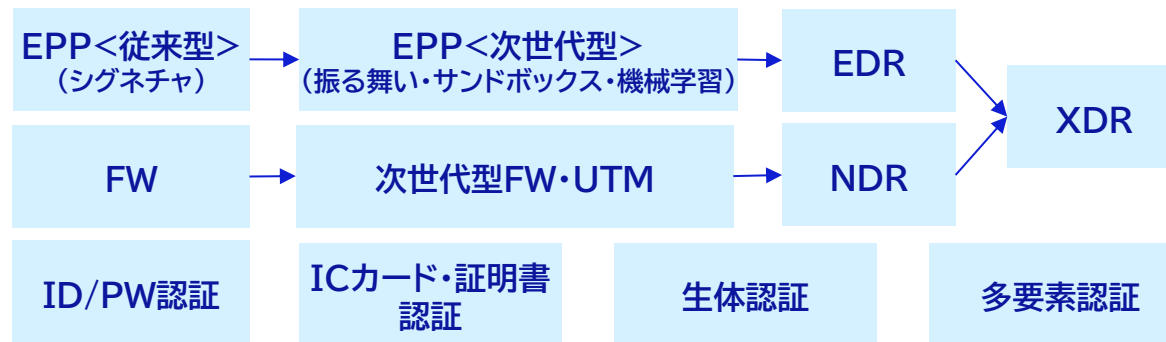 EPP<従来型>
（シグネチャ）
EPP<次世代型>
（振る舞い・サンドボックス・機械学習）
EDR
XDR
FW
次世代型FW・UTM
NDR
ID/PW認証
ICカード・証明書
認証
生体認証
多要素認証